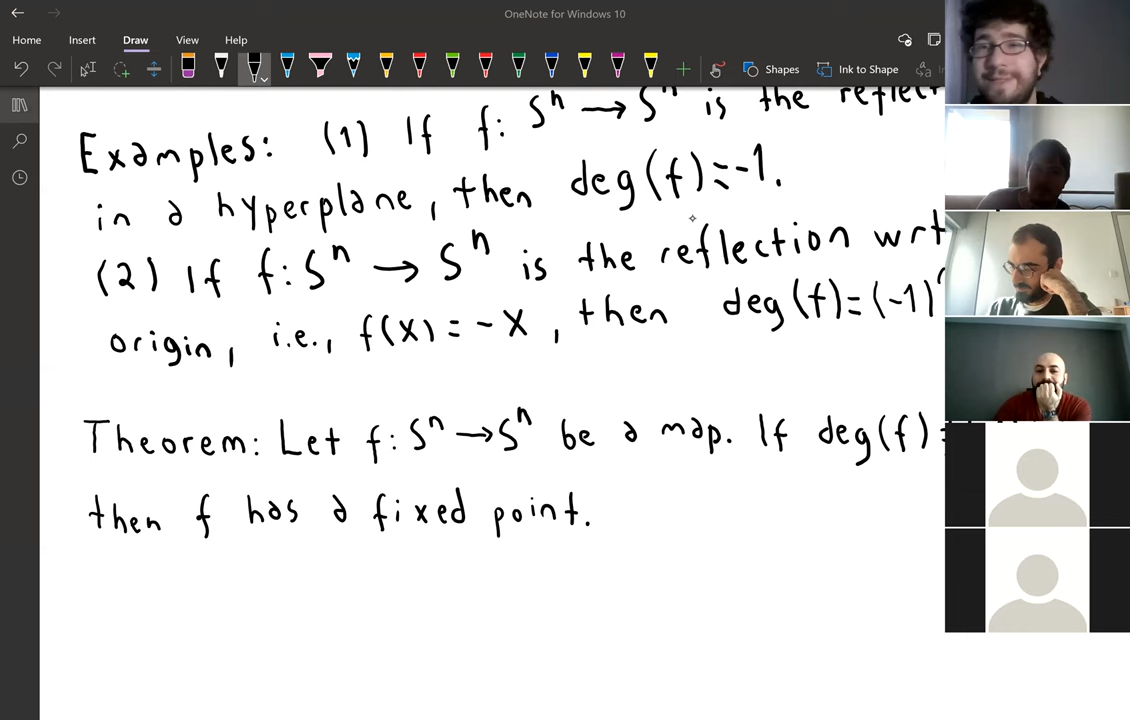 OneNote for Windows 10
Home Insert Draw View Help
Shapes Ink to Shape
Examples: (1) If f: Sⁿ → Sⁿ is the reflect
in a hyperplane, then deg(f)=-1.
(2) If f: Sⁿ → Sⁿ is the reflection wrt
origin, i.e., f(x) = -x, then deg(f) = (-1)
Theorem: Let f: Sⁿ → Sⁿ be a map. If deg(f)
then f has a fixed point.